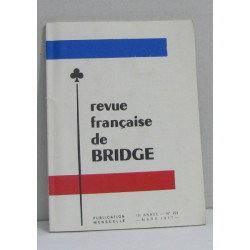 revue
française
de
BRIDGE
PUBLICATION
MENSUELLE